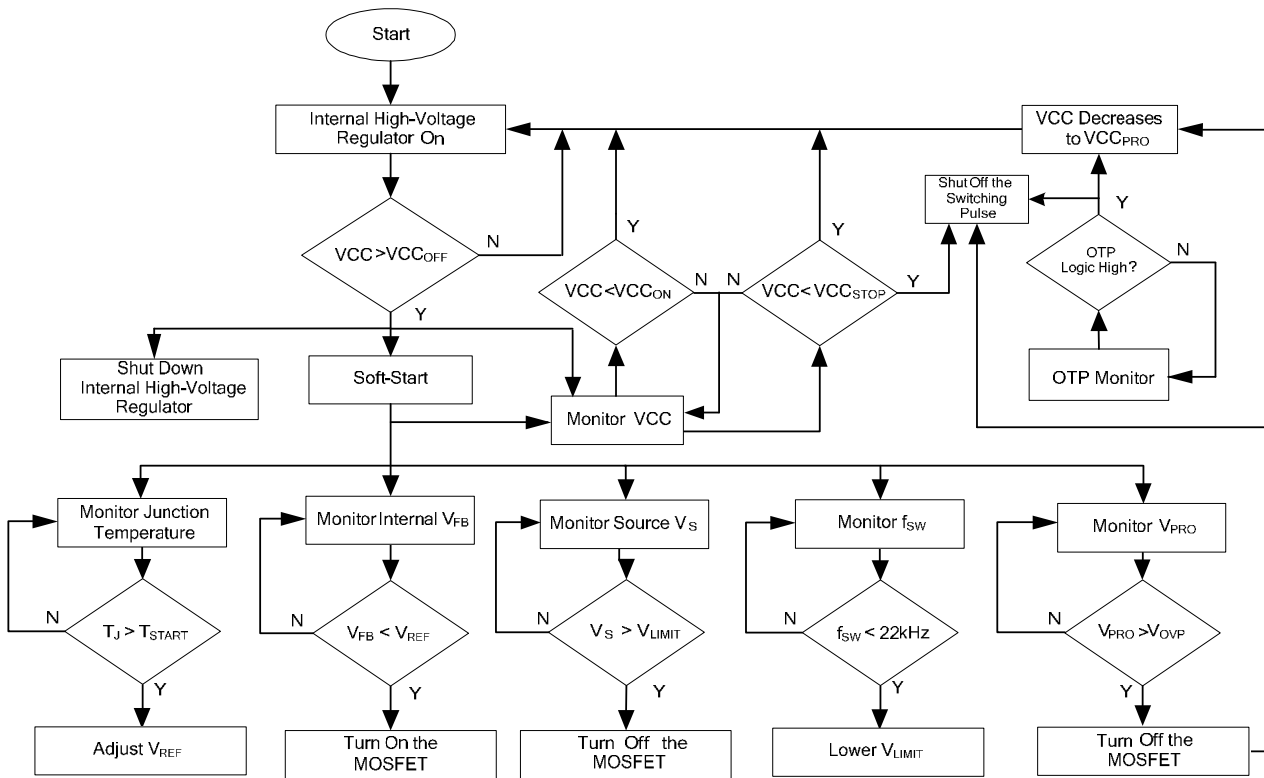 Start
Internal High-Voltage
Regulator On
VCC Decreases
to VCCPRO
Shut Off the
Switching
Pulse
Y
Y
Y
VCC>VCCOFF
N
VCC<VCCON
N
N
VCC< VCCSTOP
Y
OTP
Logic High?
N
Y
Shut Down
Internal High-Voltage
Regulator
Soft-Start
Monitor VCC
OTP Monitor
Monitor Junction
Temperature
Monitor Internal VFB
Monitor Source VS
Monitor fSW
Monitor VPRO
N
TJ > TSTART
N
VFB < VREF
N
VS > VLIMIT
N
fSW < 22kHz
N
VPRO >VOVP
Y
Y
Y
Y
Y
Adjust VREF
Turn On the
MOSFET
Turn Off the
MOSFET
Lower VLIMIT
Turn Off the
MOSFET